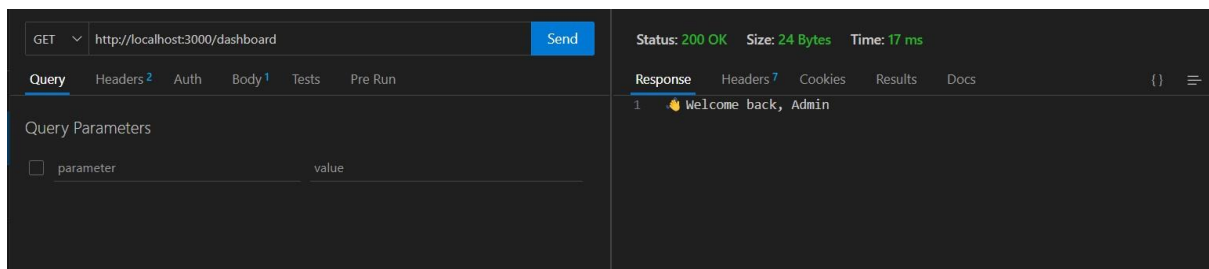 GET http://localhost:3000/dashboard Send
Query Headers 2 Auth Body 1 Tests Pre Run
Query Parameters
parameter value
Status: 200 OK Size: 24 Bytes Time: 17 ms
Response Headers 7 Cookies Results Docs {}
1 👋 Welcome back, Admin